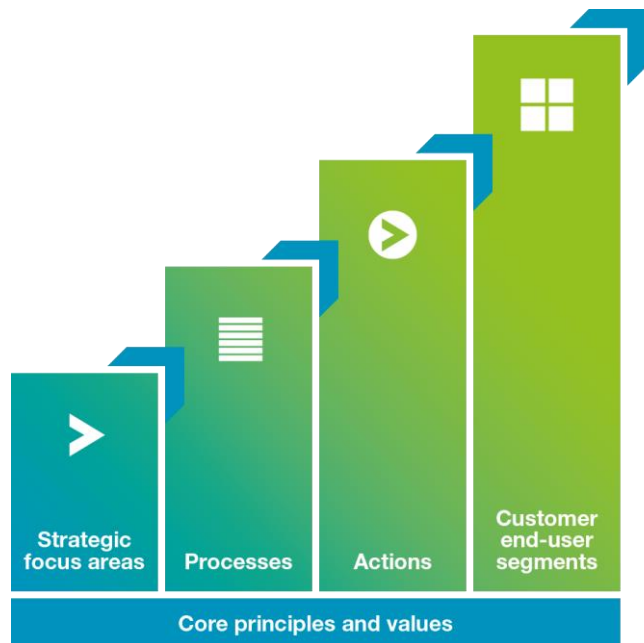 Strategic
focus areas
Processes
Actions
Customer
end-user
segments
Core principles and values